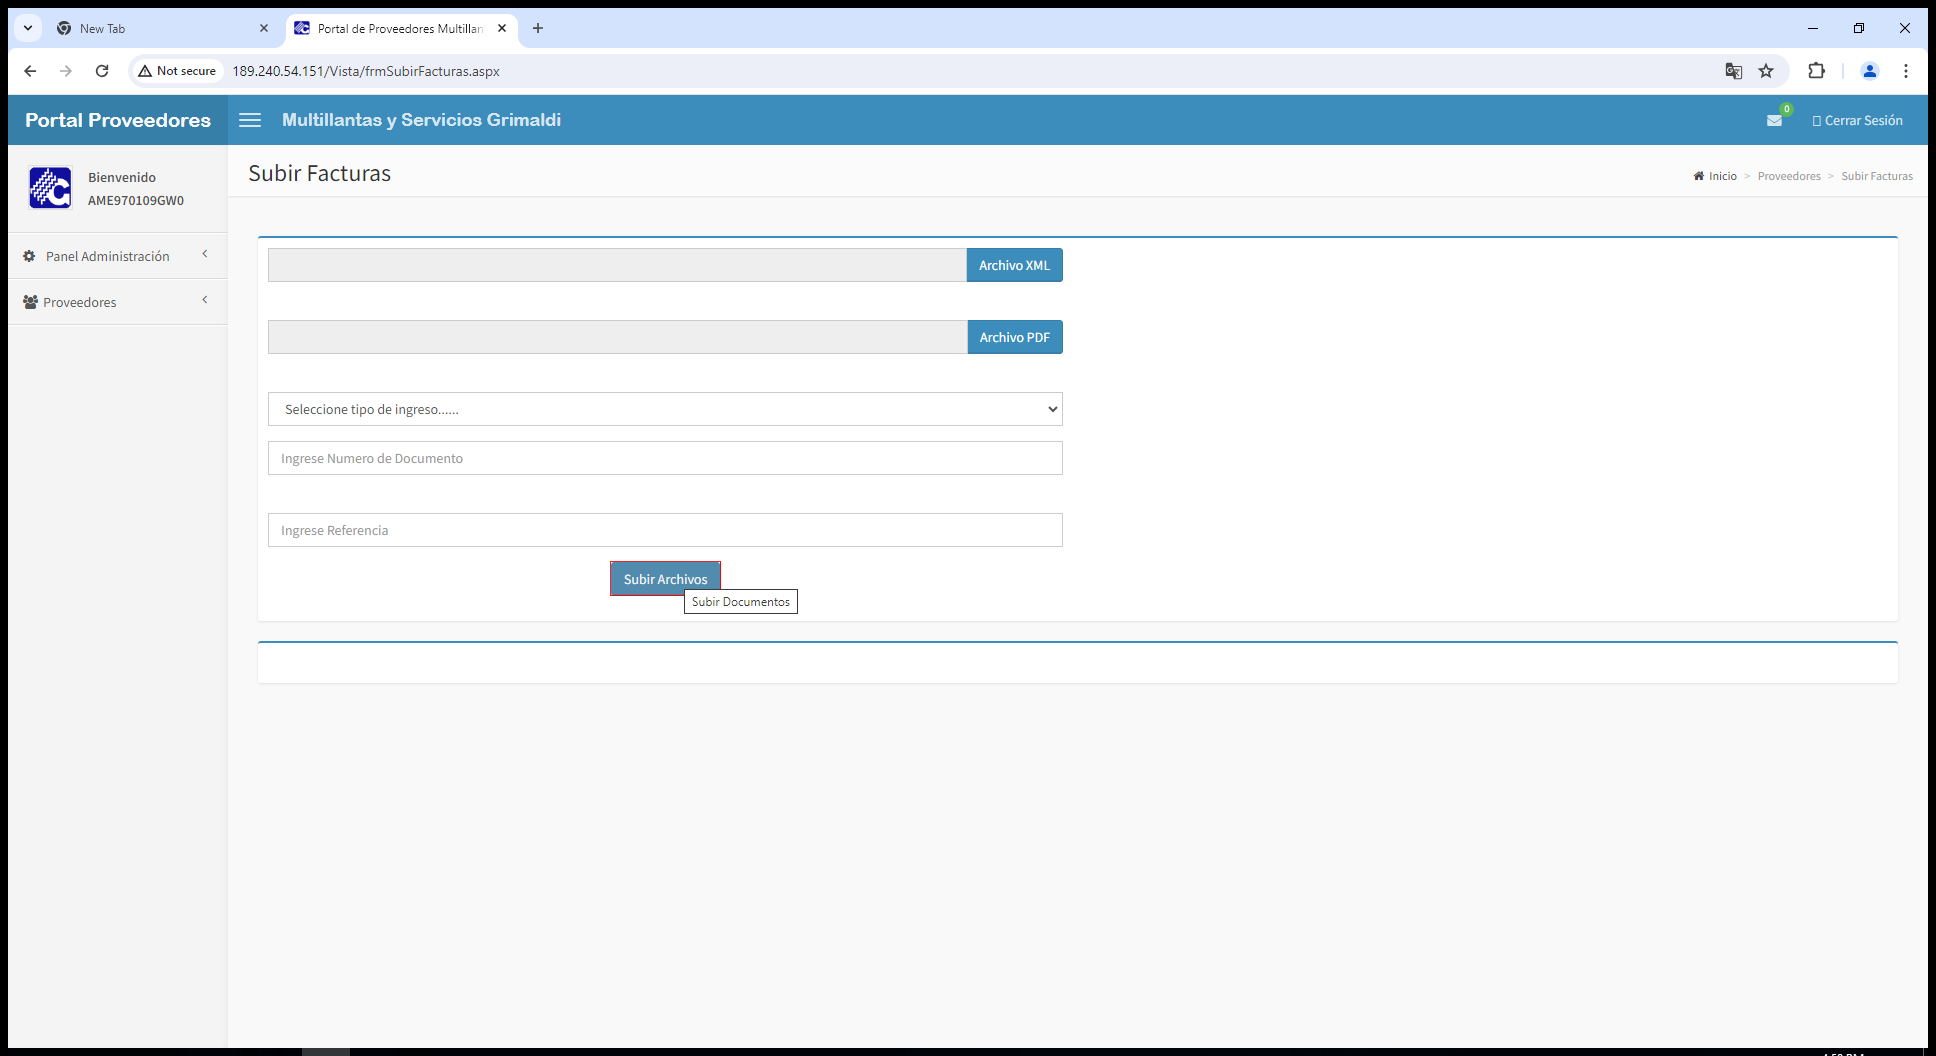 New Tab
Portal de Proveedores Multillan
Not secure
189.240.54.151/Vista/frmSubirFacturas.aspx
Portal Proveedores
Multillantas y Servicios Grimaldi
0
Cerrar Sesión
Bienvenido
AME970109GW0
Subir Facturas
Inicio > Proveedores > Subir Facturas
Panel Administración
Proveedores
Archivo XML
Archivo PDF
Seleccione tipo de ingreso......
Ingrese Numero de Documento
Ingrese Referencia
Subir Archivos
Subir Documentos